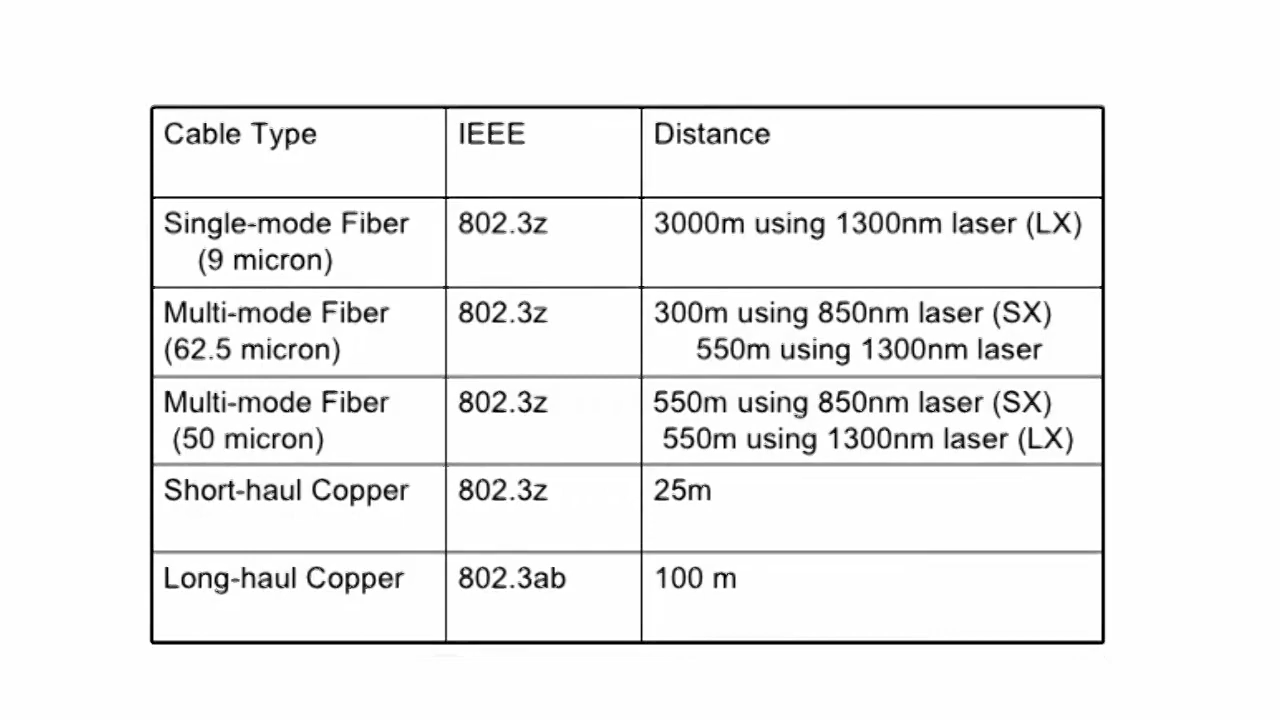 Cable Type IEEE Distance
Single-mode Fiber 802.3z 3000m using 1300nm laser (LX)
(9 micron)
Multi-mode Fiber 802.3z 300m using 850nm laser (SX)
(62.5 micron) 550m using 1300nm laser
Multi-mode Fiber 802.3z 550m using 850nm laser (SX)
(50 micron) 550m using 1300nm laser (LX)
Short-haul Copper 802.3z 25m
Long-haul Copper 802.3ab 100 m